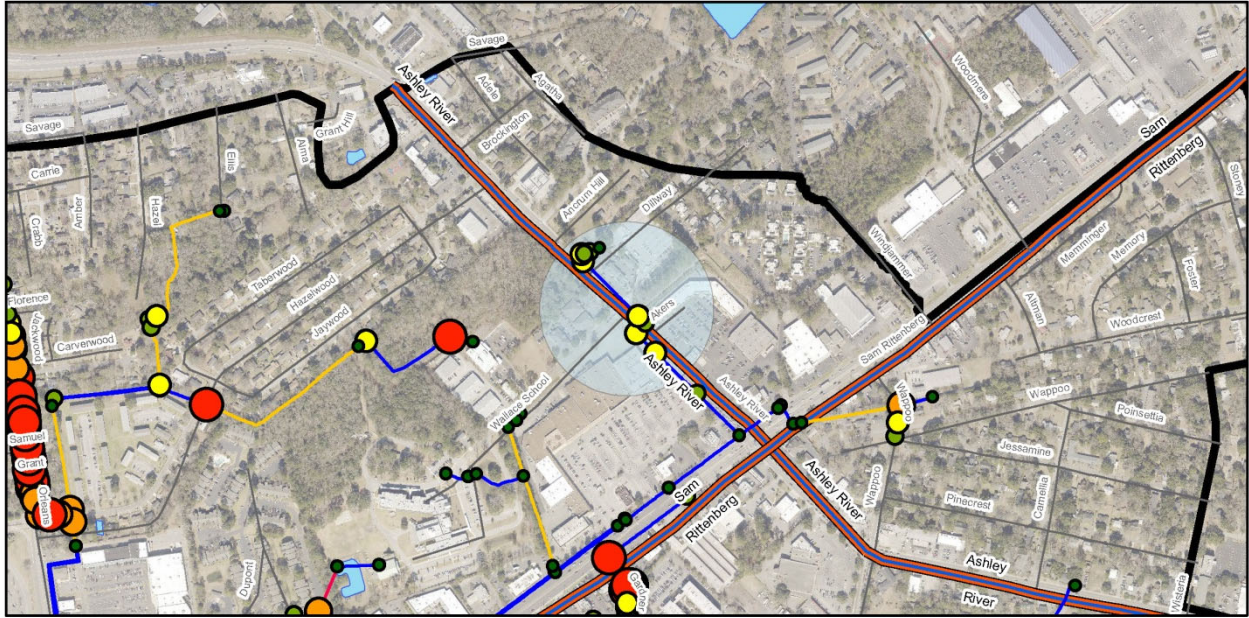 Savage
Ashley River
Adele
Agatha
Brockington
Woodmere
Sam
Rittenberg
Savage
Grant Hill
Alma
Ellis
Carrie
Amber
Hazel
Crabb
Ancrum Hill
Dillway
Stoney
Memminger
Memory
Foster
Windjammer
Altman
Woodcrest
Taberwood
Hazelwood
Jaywood
Florence
Jackwood
Carverwood
Akers
Ashley River
Sam Rittenberg
Ashley River
Wappoo
Wappoo
Poinsettia
Wallace School
Samuel
Grant
Orleans
Jessamine
Ashley River
Wappoo
Camellia
Pinecrest
Sam
Rittenberg
Dupont
Gardner
Ashley
River
Wisteria